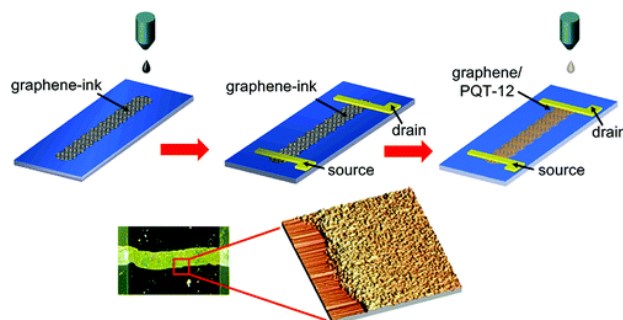 graphene-ink
graphene-ink
drain
source
graphene/
PQT-12
drain
source